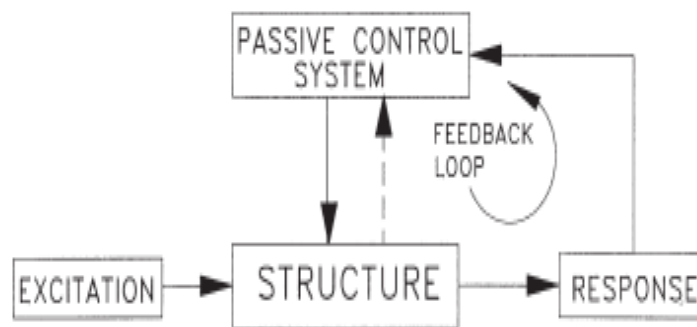 PASSIVE CONTROL
SYSTEM
FEEDBACK
LOOP
EXCITATION
STRUCTURE
RESPONSE